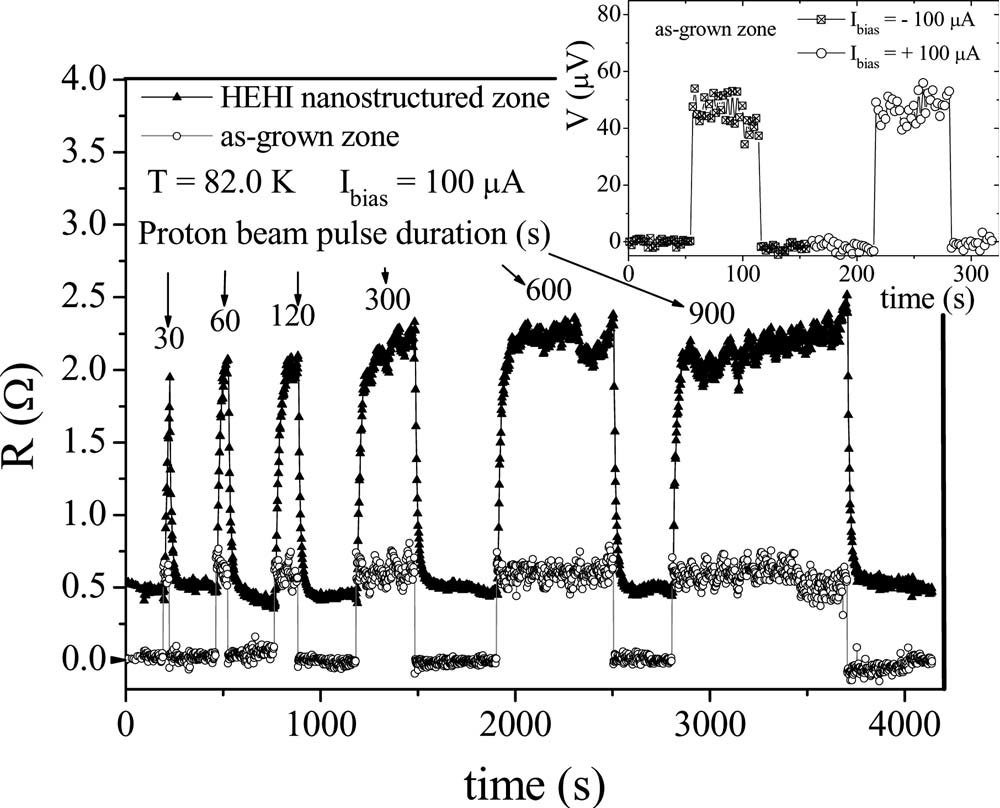 80
60
40
20
0
V (μV)
as-grown zone
I bias = - 100 μA
I bias = + 100 μA
0 100 200 300
time (s)
4.0
3.5
3.0
2.5
2.0
1.5
1.0
0.5
0.0
R (Ω)
HEHI nanostructured zone
as-grown zone
T = 82.0 K I bias = 100 μA
Proton beam pulse duration (s)
30 60 120 300 600 900
0 1000 2000 3000 4000
time (s)